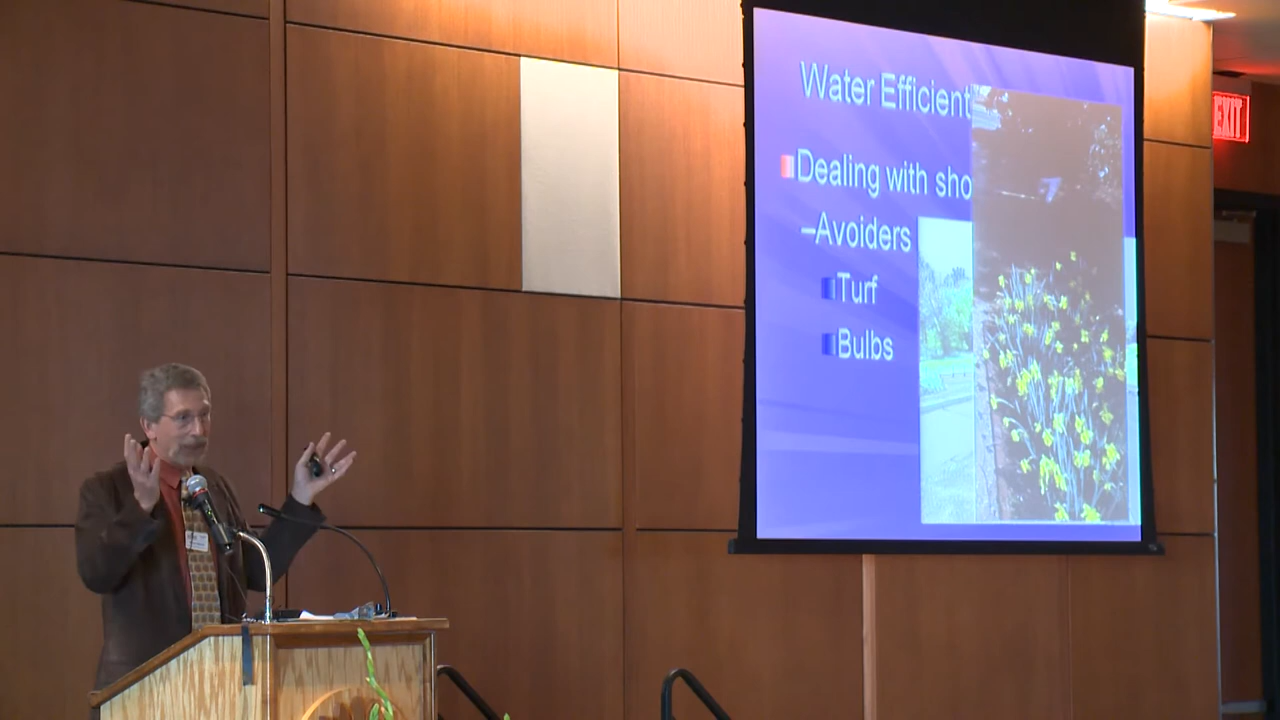 Water Efficient
Dealing with sho
–Avoiders
Turf
Bulbs
EXIT